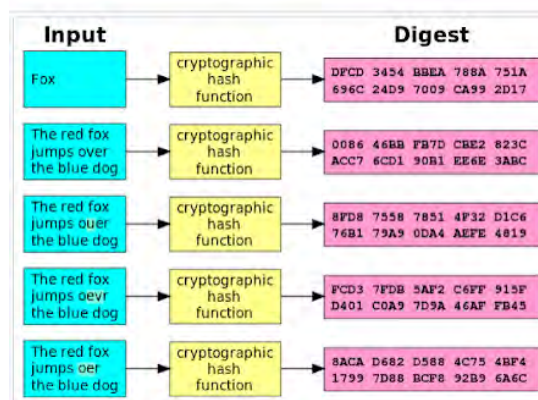 Input
Digest
Fox
cryptographic
hash
function
DFCD 3454 BBEA 788A 751A
696C 24D9 7009 CA99 2D17
The red fox
jumps over
the blue dog
cryptographic
hash
function
0086 46BB FB7D CBE2 823C
ACC7 6CD1 90B1 EE6E 3ABC
The red fox
jumps ouer
the blue dog
cryptographic
hash
function
8FD8 7558 7851 4F32 D1C6
76B1 79A9 0DA4 AEFE 4819
The red fox
jumps oevr
the blue dog
cryptographic
hash
function
FCD3 7FDB 5AF2 C6FF 915F
D401 C0A9 7D9A 46AF FB45
The red fox
jumps oer
the blue dog
cryptographic
hash
function
8ACA D682 D588 4C75 4BF4
1799 7D88 BCF8 92B9 6A6C